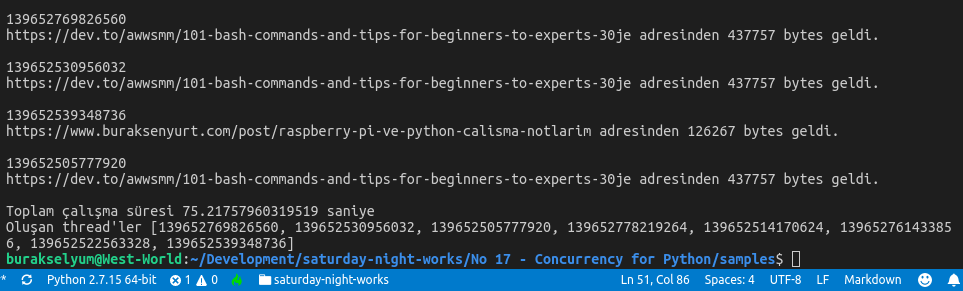 139652769826560
https://dev.to/awwsmm/101-bash-commands-and-tips-for-beginners-to-experts-30je adresinden 437757 bytes geldi.
139652530956032
https://dev.to/awwsmm/101-bash-commands-and-tips-for-beginners-to-experts-30je adresinden 437757 bytes geldi.
139652539348736
https://www.buraksenyurt.com/post/raspberry-pi-ve-python-calisma-notlarim adresinden 126267 bytes geldi.
139652505777920
https://dev.to/awwsmm/101-bash-commands-and-tips-for-beginners-to-experts-30je adresinden 437757 bytes geldi.
Toplam çalışma süresi 75.21757960319519 saniye
Oluşan thread'ler [139652769826560, 139652530956032, 139652505777920, 139652778219264, 139652514170624, 13965276143385
6, 139652522563328, 139652539348736]
burakselyum@West-World:~/Development/saturday-night-works/No 17 - Concurrency for Python/samples$
* Python 2.7.15 64-bit 1 0 saturday-night-works Ln 51, Col 86 Spaces: 4 UTF-8 LF Markdown